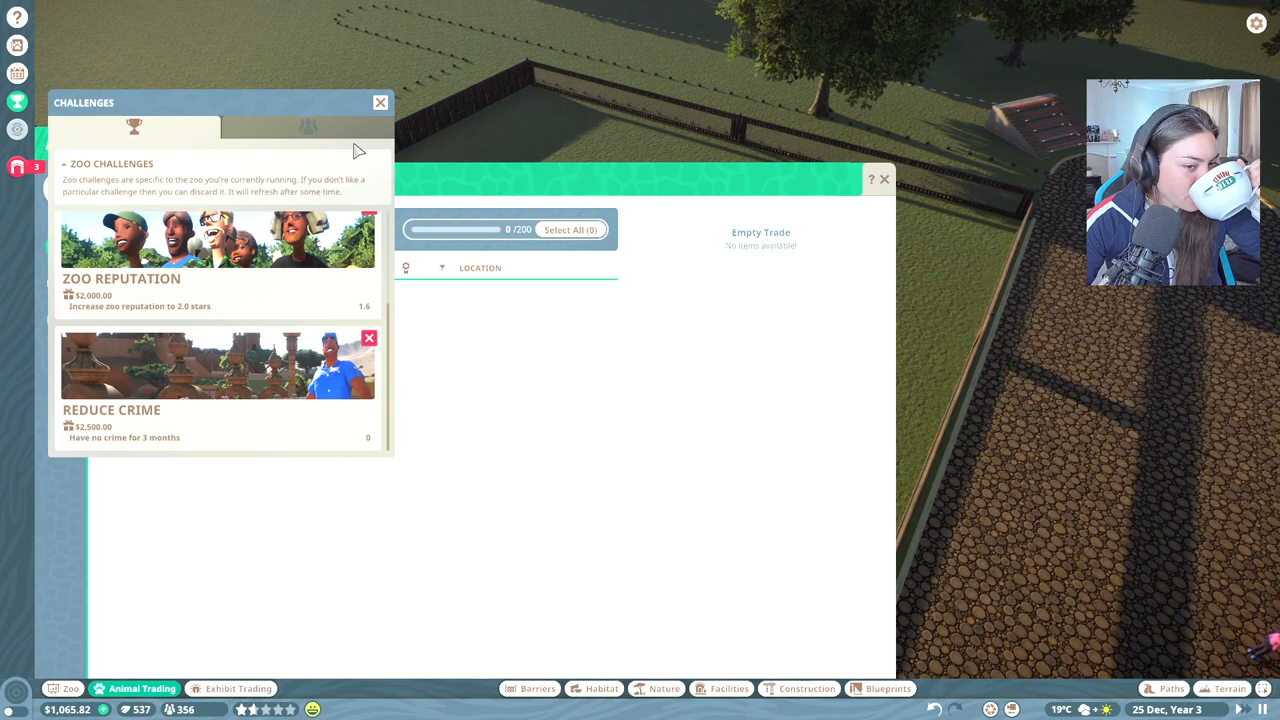 CHALLENGES
ZOO CHALLENGES
Zoo challenges are specific to the zoo you're currently running. If you don't like a
particular challenge then you can discard it. It will refresh after some time.
ZOO REPUTATION
$2,000.00
Increase zoo reputation to 2.0 stars 1.6
REDUCE CRIME
$2,500.00
Have no crime for 3 months 0
3
0 /200 Select All (0)
LOCATION
? ×
Empty Trade
No items available!
Zoo Animal Trading Exhibit Trading Barriers Habitat Nature Facilities Construction Blueprints Paths Terrain
$1,065.82 537 356 19°C 25 Dec, Year 3